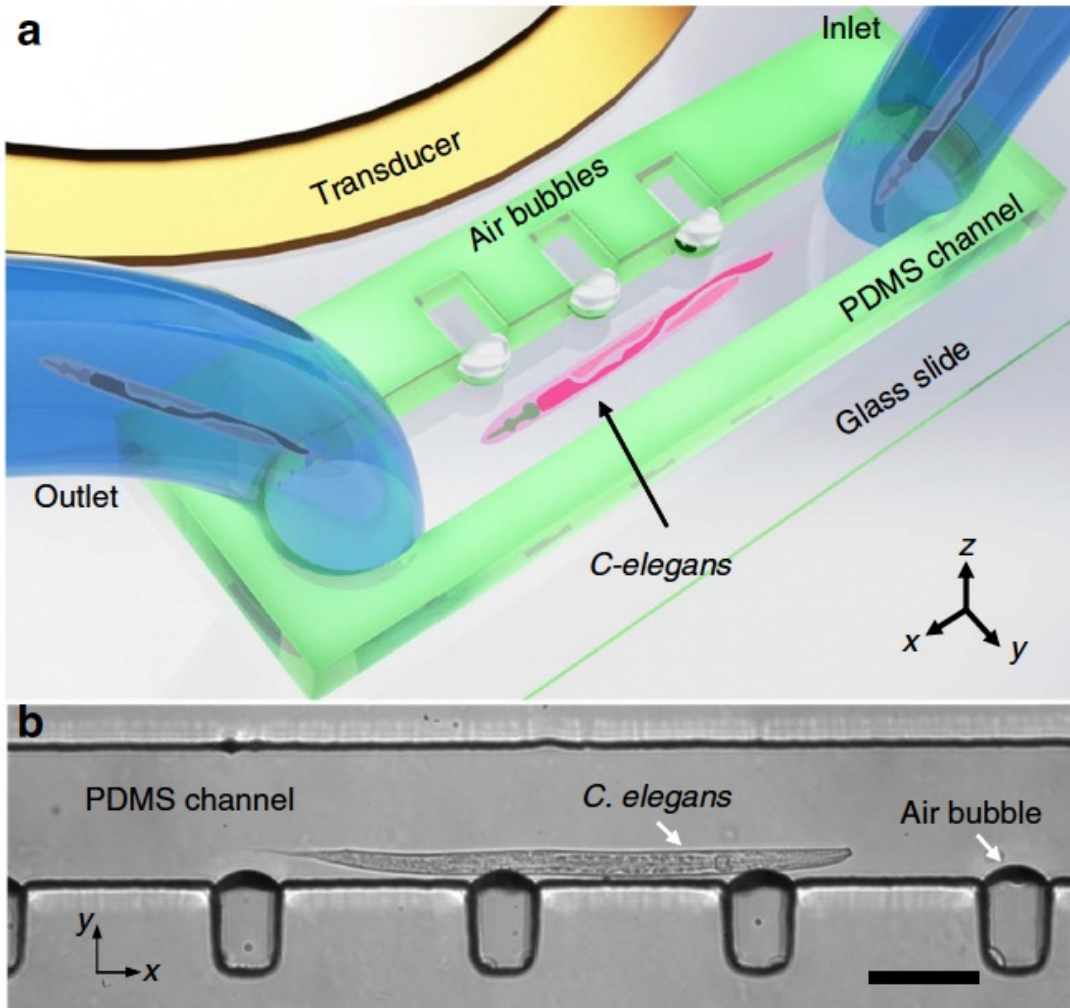 a
Inlet
Transducer
Air bubbles
PDMS channel
Glass slide
Outlet
C-elegans
z
x
y
b
PDMS channel
C. elegans
Air bubble
y
x